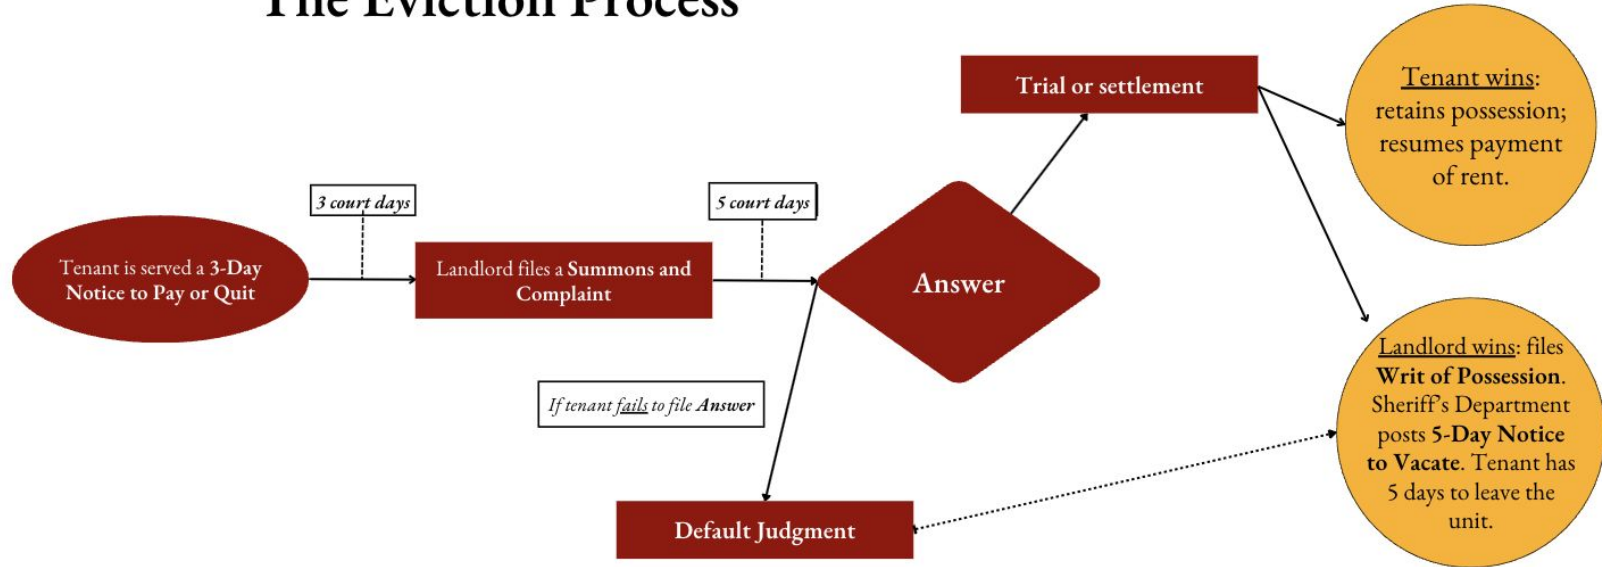 The Eviction Process
Trial or settlement
Tenant wins:
retains possession;
resumes payment
of rent.
3 court days
5 court days
Tenant is served a 3-Day
Notice to Pay or Quit
Landlord files a Summons and
Complaint
Answer
If tenant fails to file Answer
Landlord wins: files
Writ of Possession.
Sheriff's Department
posts 5-Day Notice
to Vacate. Tenant has
5 days to leave the
unit.
Default Judgment